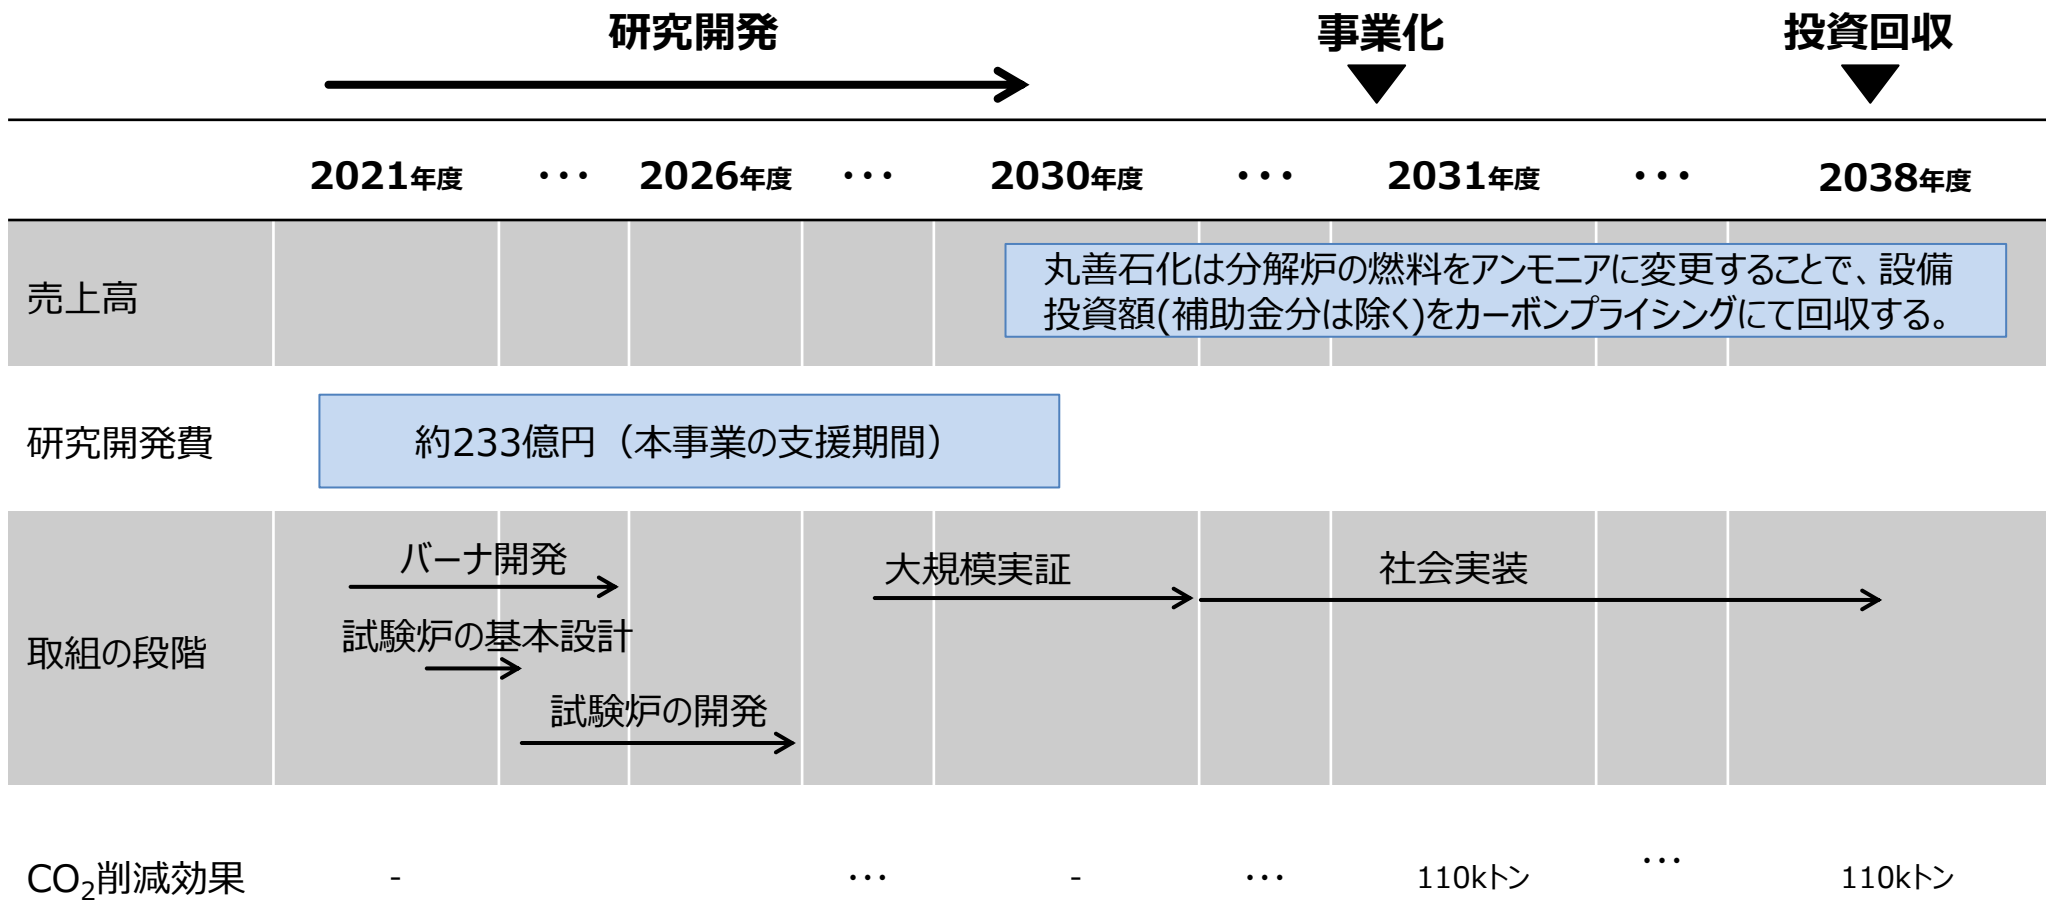 研究開発 事業化 投資回収
2021年度 ・・・ 2026年度 ・・・ 2030年度 ・・・ 2031年度 ・・・ 2038年度
売上高
丸善石化は分解炉の燃料をアンモニアに変更することで、設備
投資額(補助金分は除く)をカーボンプライシングにて回収する。
研究開発費
約233億円（本事業の支援期間）
取組の段階
バーナ開発
大規模実証
社会実装
試験炉の基本設計
試験炉の開発
CO2削減効果 - ・・・ - ・・・ 110kトン ・・・ 110kトン